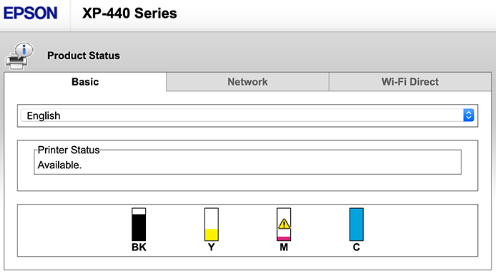 EPSON XP-440 Series
Product Status
Basic Network Wi-Fi Direct
English
Printer Status
Available.
BK Y M C